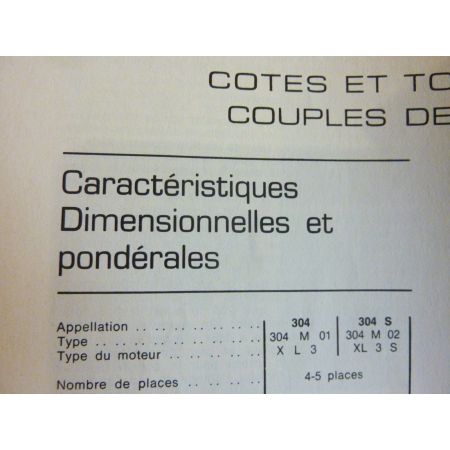 COTES ET TO
COUPLES DE
Caractéristiques
Dimensionnelles et
pondérales
Appellation .. .. .. .. .. .. .. 304 304 S
Type .. .. .. .. .. .. .. .. .. 304 M 01 304 M 02
Type du moteur .. .. .. .. .. X L 3 XL 3 S
Nombre de places .. .. .. .. 4-5 places